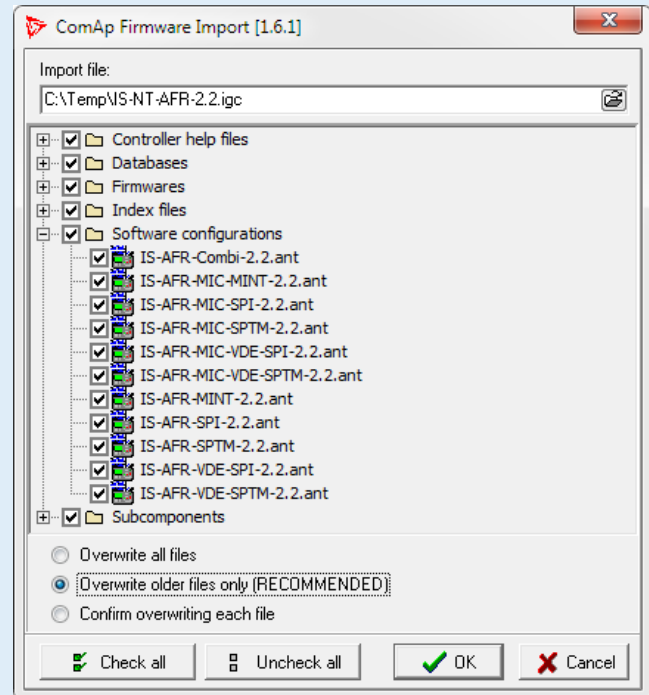 ComAp Firmware Import [1.6.1]
Import file:
C:\Temp\IS-NT-AFR-2.2.igc
Controller help files
Databases
Firmwares
Index files
Software configurations
IS-AFR-Combi-2.2.ant
IS-AFR-MIC-MINT-2.2.ant
IS-AFR-MIC-SPI-2.2.ant
IS-AFR-MIC-SPTM-2.2.ant
IS-AFR-MIC-VDE-SPI-2.2.ant
IS-AFR-MIC-VDE-SPTM-2.2.ant
IS-AFR-MINT-2.2.ant
IS-AFR-SPI-2.2.ant
IS-AFR-SPTM-2.2.ant
IS-AFR-VDE-SPI-2.2.ant
IS-AFR-VDE-SPTM-2.2.ant
Subcomponents
Overwrite all files
Overwrite older files only (RECOMMENDED)
Confirm overwriting each file
Check all Uncheck all OK Cancel